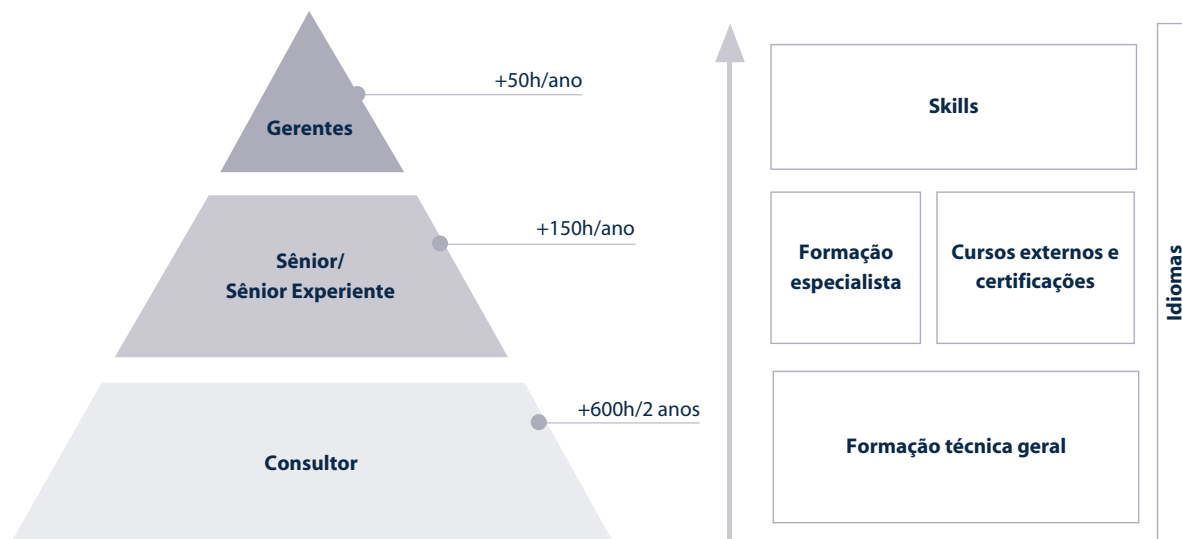 +50h/ano
Gerentes
+150h/ano
Sênior/
Sênior Experiente
+600h/2 anos
Consultor
Skills
Formação
especialista
Cursos externos e
certificações
Formação técnica geral
Idiomas